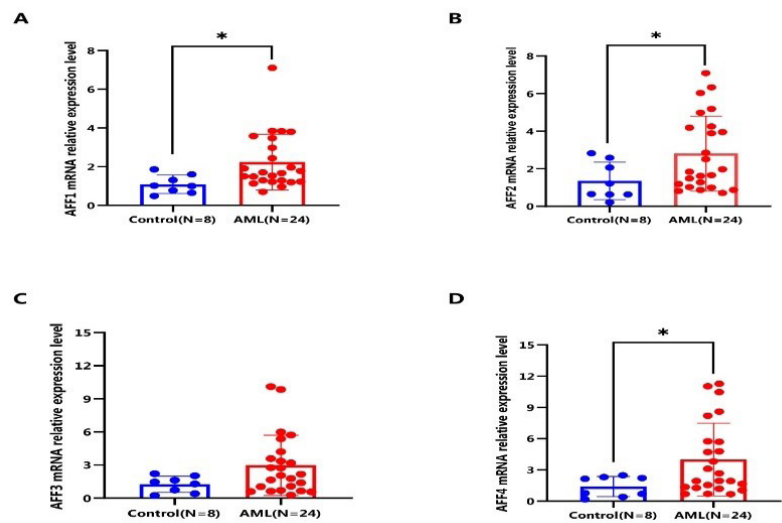 A
AFF1 mRNA relative expression level
8
6
4
2
0
*
Control(N=8)
AML(N=24)
B
AFF2 mRNA relative expression level
8
6
4
2
0
*
Control(N=8)
AML(N=24)
C
AFF3 mRNA relative expression level
15
12
9
6
3
0
Control(N=8)
AML(N=24)
D
AFF4 mRNA relative expression level
15
12
9
6
3
0
*
Control(N=8)
AML(N=24)